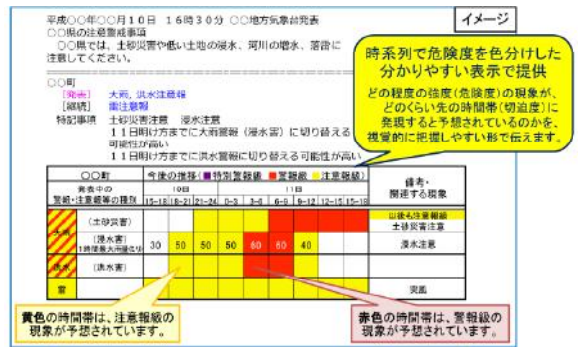 平成○○年○○月10日 16時30分 ○○地方気象台発表
○○県の注意警戒事項
○○県では、土砂災害や低い土地の浸水、河川の増水、落雷に
注意してください。
イメージ
時系列で危険度を色分けした
分かりやすい表示で提供
どの程度の強度(危険度)の現象が、
どのくらい先の時間帯(切迫度)に
発現すると予想されているのかを、
視覚的に把握しやすい形で伝えます。
○○町
[発表] 大雨, 洪水注意報
[継続] 雷注意報
特記事項 土砂災害注意 浸水注意
11日明け方までに大雨警報(浸水害)に切り替える
可能性が高い
11日明け方までに洪水警報に切り替える可能性が高い
○○町 今後の推移(■特別警報級 ■警報級 ■注意報級) 備考・
発表中の 10日 11日 関連する現象
警報・注意報等の種別 15-18 18-21 21-24 0-3 3-6 6-9 9-12 12-15 15-18
大雨 (土砂災害) 以後も注意報級
土砂災害注意
(浸水害) 30 50 50 50 60 60 40 浸水注意
洪水 (洪水害)
雷 突風
黄色の時間帯は、注意報級の
現象が予想されています。
赤色の時間帯は、警報級の
現象が予想されています。